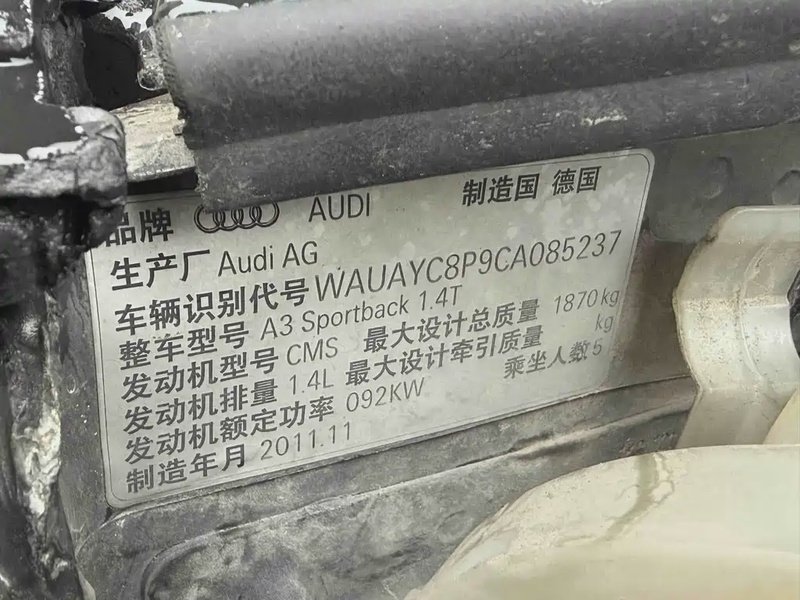 品牌 AUDI 制造国 德国
生产厂 Audi AG
车辆识别代号 WAUAYC8P9CA085237
整车型号 A3 Sportback 1.4T
发动机型号 CMS 最大设计总质量 1870kg
发动机排量 1.4L 最大设计牵引质量 kg
发动机额定功率 092KW 乘坐人数 5
制造年月 2011.11